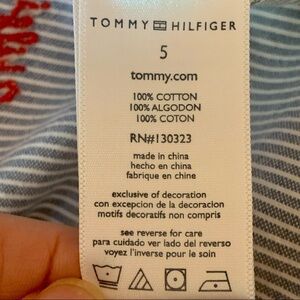 TOMMY HILFIGER
5
tommy.com
100% COTTON
100% ALGODON
100% COTON
RN#130323
made in china
hecho en china
fabrique en chine
exclusive of decoration
con excepcion de la decoracion
motifs decoratifs non compris
see reverse for care
para cuidado ver del reverso
voyez l'inverse pour le soin